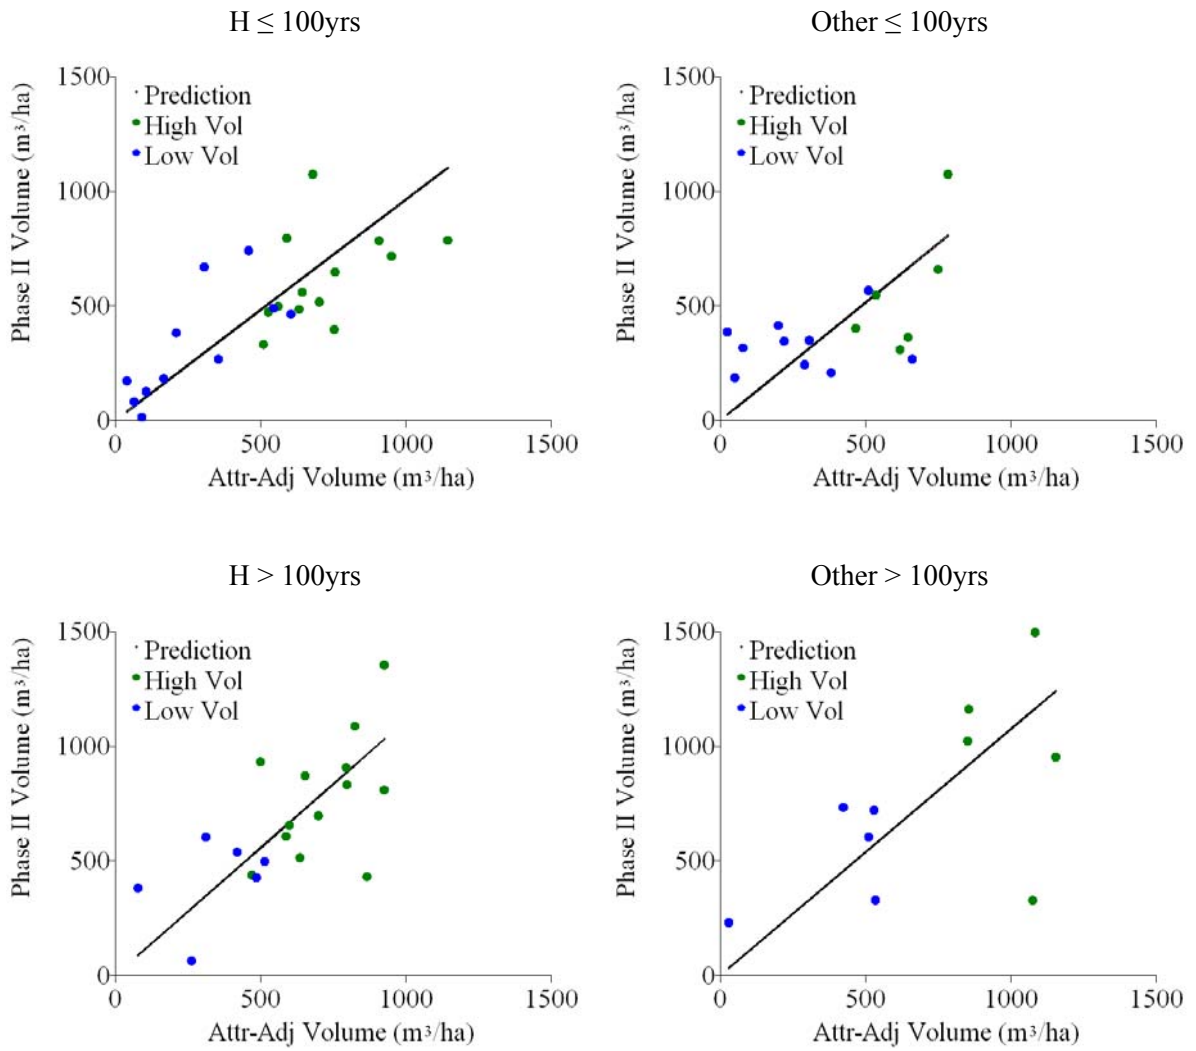 H ≤ 100yrs
1500
1000
500
0
Phase II Volume (m³/ha)
Prediction
High Vol
Low Vol
0 500 1000 1500
Attr-Adj Volume (m³/ha)
Other ≤ 100yrs
1500
1000
500
0
Phase II Volume (m³/ha)
Prediction
High Vol
Low Vol
0 500 1000 1500
Attr-Adj Volume (m³/ha)
H > 100yrs
1500
1000
500
0
Phase II Volume (m³/ha)
Prediction
High Vol
Low Vol
0 500 1000 1500
Attr-Adj Volume (m³/ha)
Other > 100yrs
1500
1000
500
0
Phase II Volume (m³/ha)
Prediction
High Vol
Low Vol
0 500 1000 1500
Attr-Adj Volume (m³/ha)